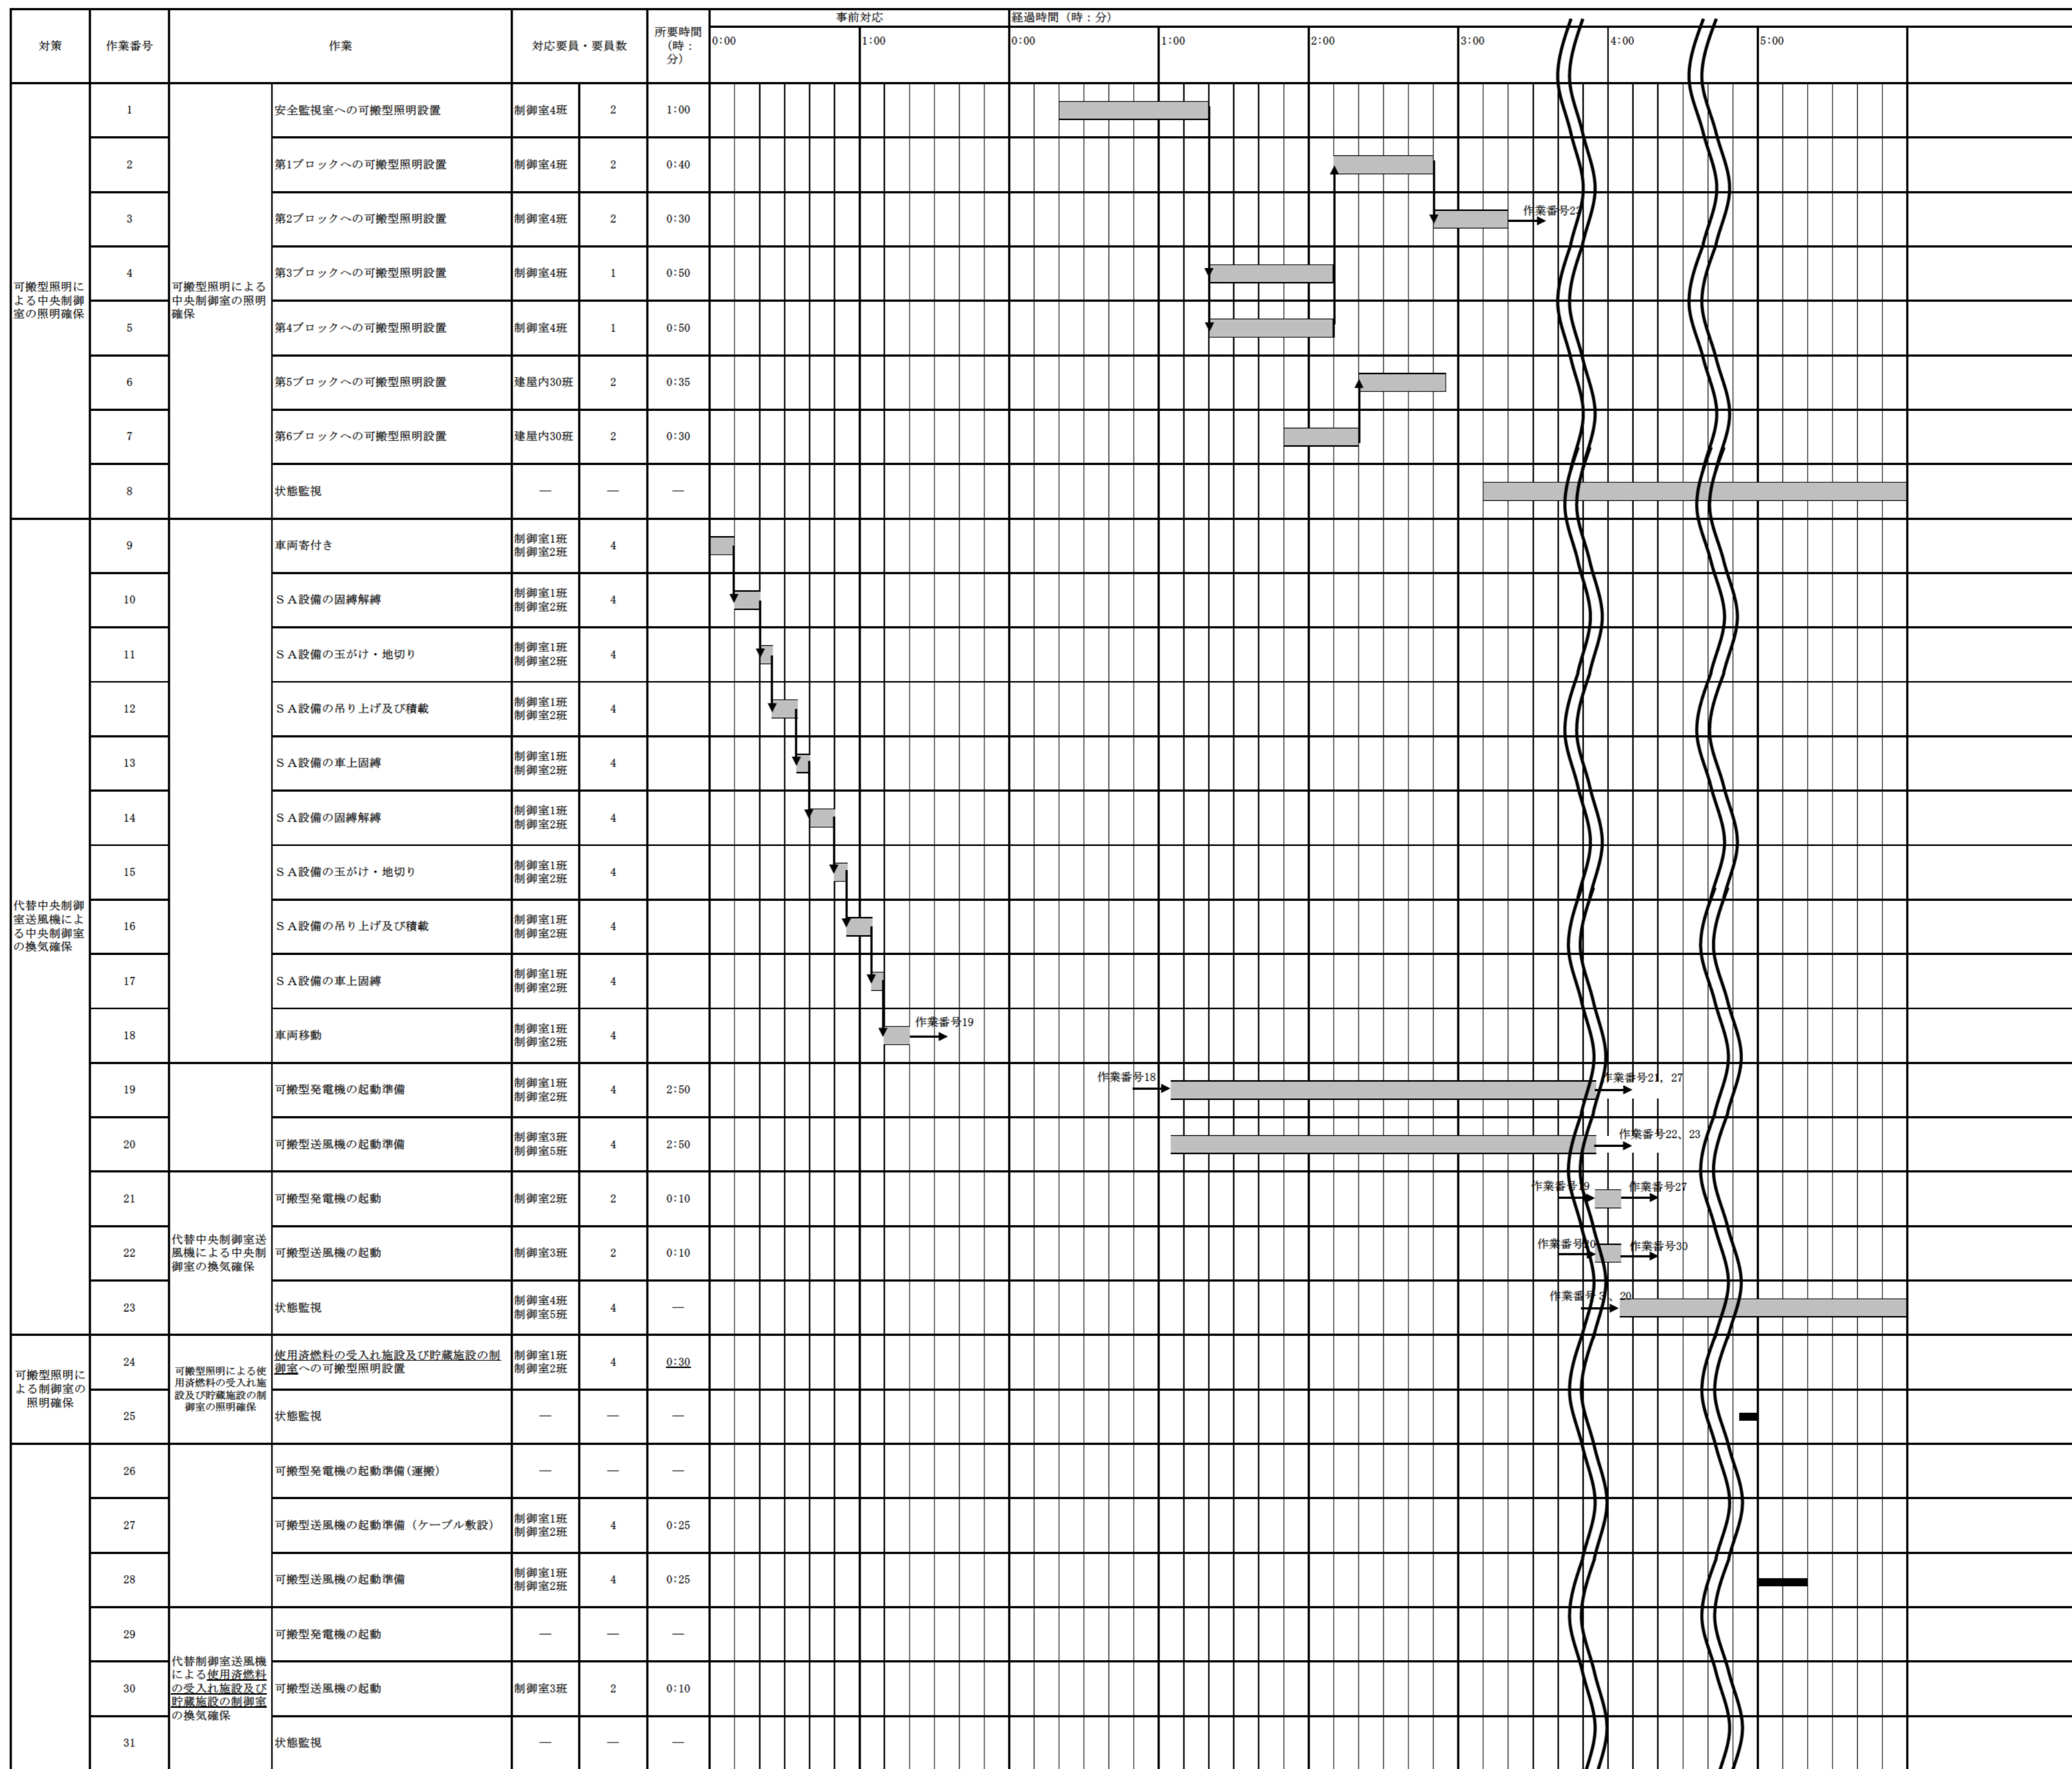 対策
作業番号
作業
対応要員・要員数
所要時間
(時:
分)
事前対応
経過時間(時:分)
0:00
1:00
0:00
1:00
2:00
3:00
4:00
5:00
可搬型照明に
よる中央制御
室の照明確保
可搬型照明による
中央制御室の照明
確保
1 安全監視室への可搬型照明設置 制御室4班 2 1:00
2 第1ブロックへの可搬型照明設置 制御室4班 2 0:40
3 第2ブロックへの可搬型照明設置 制御室4班 2 0:30
作業番号23
4 第3ブロックへの可搬型照明設置 制御室4班 1 0:50
5 第4ブロックへの可搬型照明設置 制御室4班 1 0:50
6 第5ブロックへの可搬型照明設置 建屋内30班 2 0:35
7 第6ブロックへの可搬型照明設置 建屋内30班 2 0:30
8 状態監視 ― ― ―
代替中央制御
室送風機によ
る中央制御室
の換気確保
9 車両寄付き 制御室1班
制御室2班 4
10 SA設備の固縛解縛 制御室1班
制御室2班 4
11 SA設備の玉がけ・地切り 制御室1班
制御室2班 4
12 SA設備の吊り上げ及び積載 制御室1班
制御室2班 4
13 SA設備の車上固縛 制御室1班
制御室2班 4
14 SA設備の固縛解縛 制御室1班
制御室2班 4
15 SA設備の玉がけ・地切り 制御室1班
制御室2班 4
16 SA設備の吊り上げ及び積載 制御室1班
制御室2班 4
17 SA設備の車上固縛 制御室1班
制御室2班 4
18 車両移動 制御室1班
制御室2班 4
作業番号19
19 可搬型発電機の起動準備 制御室1班
制御室2班 4 2:50
作業番号18
作業番号21, 27
20 可搬型送風機の起動準備 制御室3班
制御室5班 4 2:50
作業番号22、23
代替中央制御室送
風機による中央制
御室の換気確保
21 可搬型発電機の起動 制御室2班 2 0:10
作業番号19
作業番号27
22 可搬型送風機の起動 制御室3班 2 0:10
作業番号20
作業番号30
23 状態監視 制御室4班
制御室5班 4 ―
作業番号3、20
可搬型照明に
よる制御室の
照明確保
可搬型照明による使
用済燃料の受入れ施
設及び貯蔵施設の制
御室の照明確保
24 使用済燃料の受入れ施設及び貯蔵施設の制
御室への可搬型照明設置 制御室1班
制御室2班 4 0:30
25 状態監視 ― ― ―
26 可搬型発電機の起動準備(運搬) ― ― ―
27 可搬型送風機の起動準備(ケーブル敷設) 制御室1班
制御室2班 4 0:25
28 可搬型送風機の起動準備 制御室1班
制御室2班 4 0:25
代替制御室送風機
による使用済燃料
の受入れ施設及び
貯蔵施設の制御室
の換気確保
29 可搬型発電機の起動 ― ― ―
30 可搬型送風機の起動 制御室3班 2 0:10
31 状態監視 ― ― ―